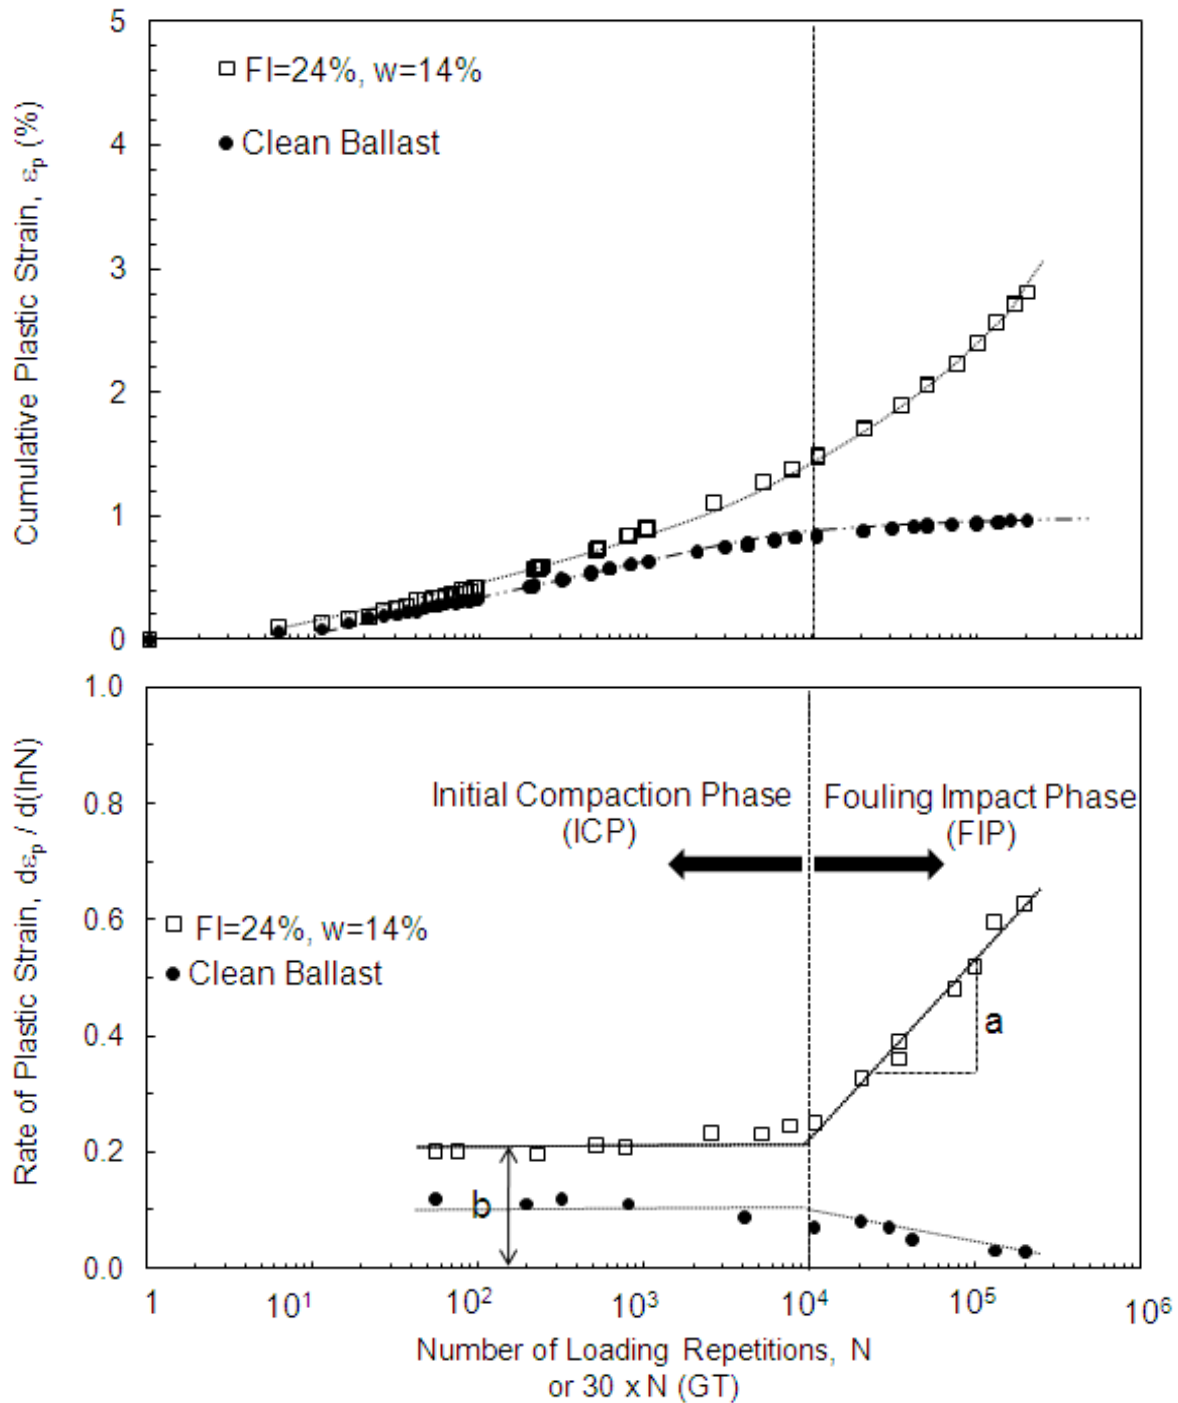 Cumulative Plastic Strain, εₚ (%)
5
4
3
2
1
0
FI=24%, w=14%
Clean Ballast
Rate of Plastic Strain, dεₚ / d(lnN)
1.0
0.8
0.6
0.4
0.2
0.0
Initial Compaction Phase
(ICP)
Fouling Impact Phase
(FIP)
FI=24%, w=14%
Clean Ballast
a
b
1 10¹ 10² 10³ 10⁴ 10⁵ 10⁶
Number of Loading Repetitions, N
or 30 x N (GT)